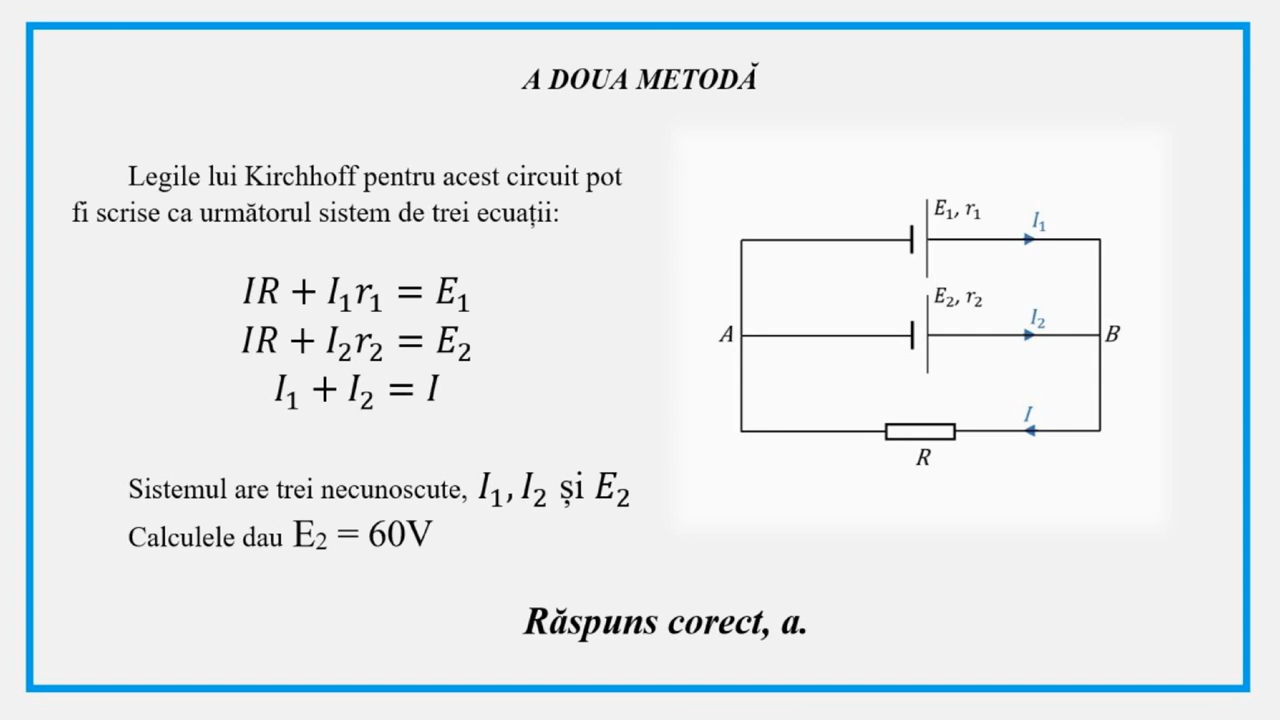 A DOUA METODĂ
Legile lui Kirchhoff pentru acest circuit pot
fi scrise ca următorul sistem de trei ecuații:
IR + I₁r₁ = E₁
IR + I₂r₂ = E₂
I₁ + I₂ = I
Sistemul are trei necunoscute, I₁, I₂ și E₂
Calculele dau E₂ = 60V
E₁, r₁
I₁
E₂, r₂
I₂
A
B
I
R
Răspuns corect, a.